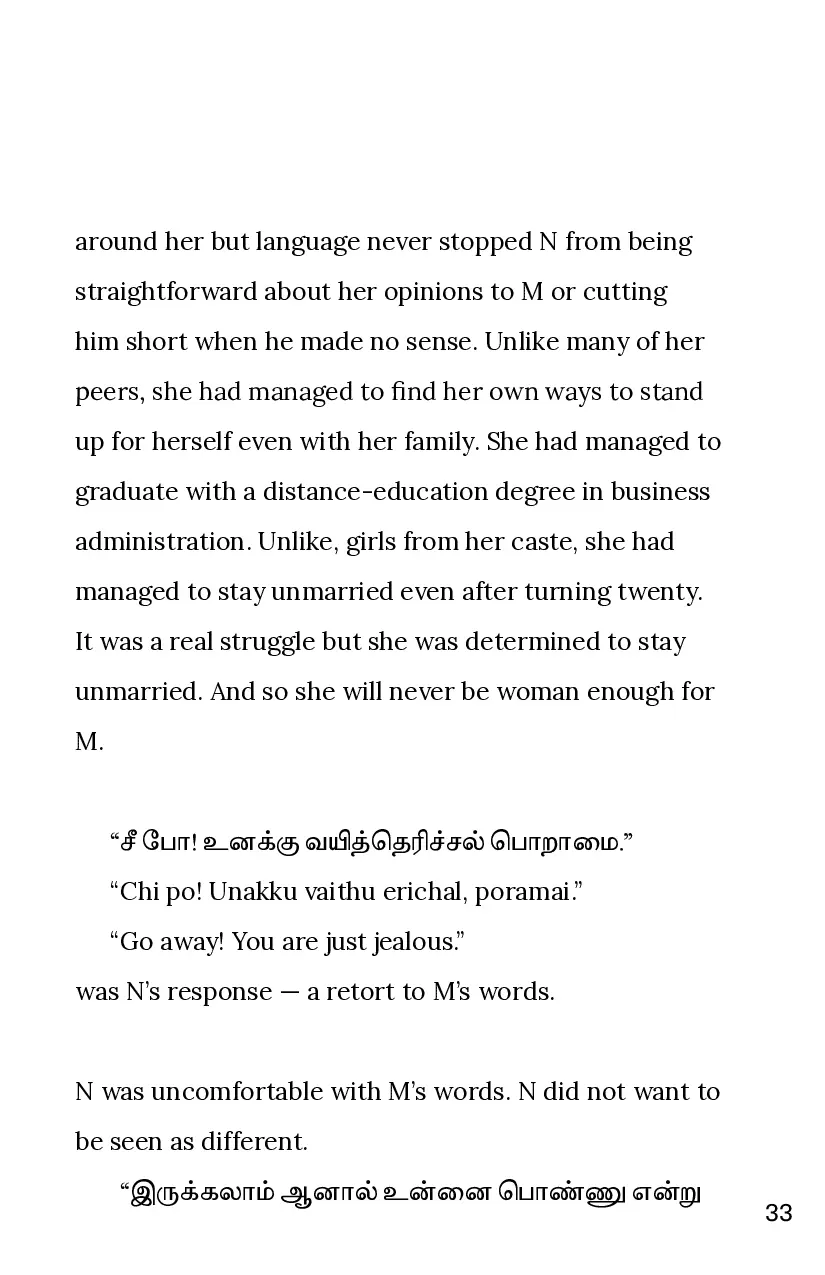 around her but language never stopped N from being
straightforward about her opinions to M or cutting
him short when he made no sense. Unlike many of her
peers, she had managed to find her own ways to stand
up for herself even with her family. She had managed to
graduate with a distance-education degree in business
administration. Unlike, girls from her caste, she had
managed to stay unmarried even after turning twenty.
It was a real struggle but she was determined to stay
unmarried. And so she will never be woman enough for
M.
“சீ போ! உனக்கு வயித்தெரிச்சல் பொறாமை.”
“Chi po! Unakku vaithu erichal, poramai.”
“Go away! You are just jealous.”
was N’s response — a retort to M’s words.
N was uncomfortable with M’s words. N did not want to
be seen as different.
“இருக்கலாம் ஆனால் உன்னை பொண்ணு என்று
33